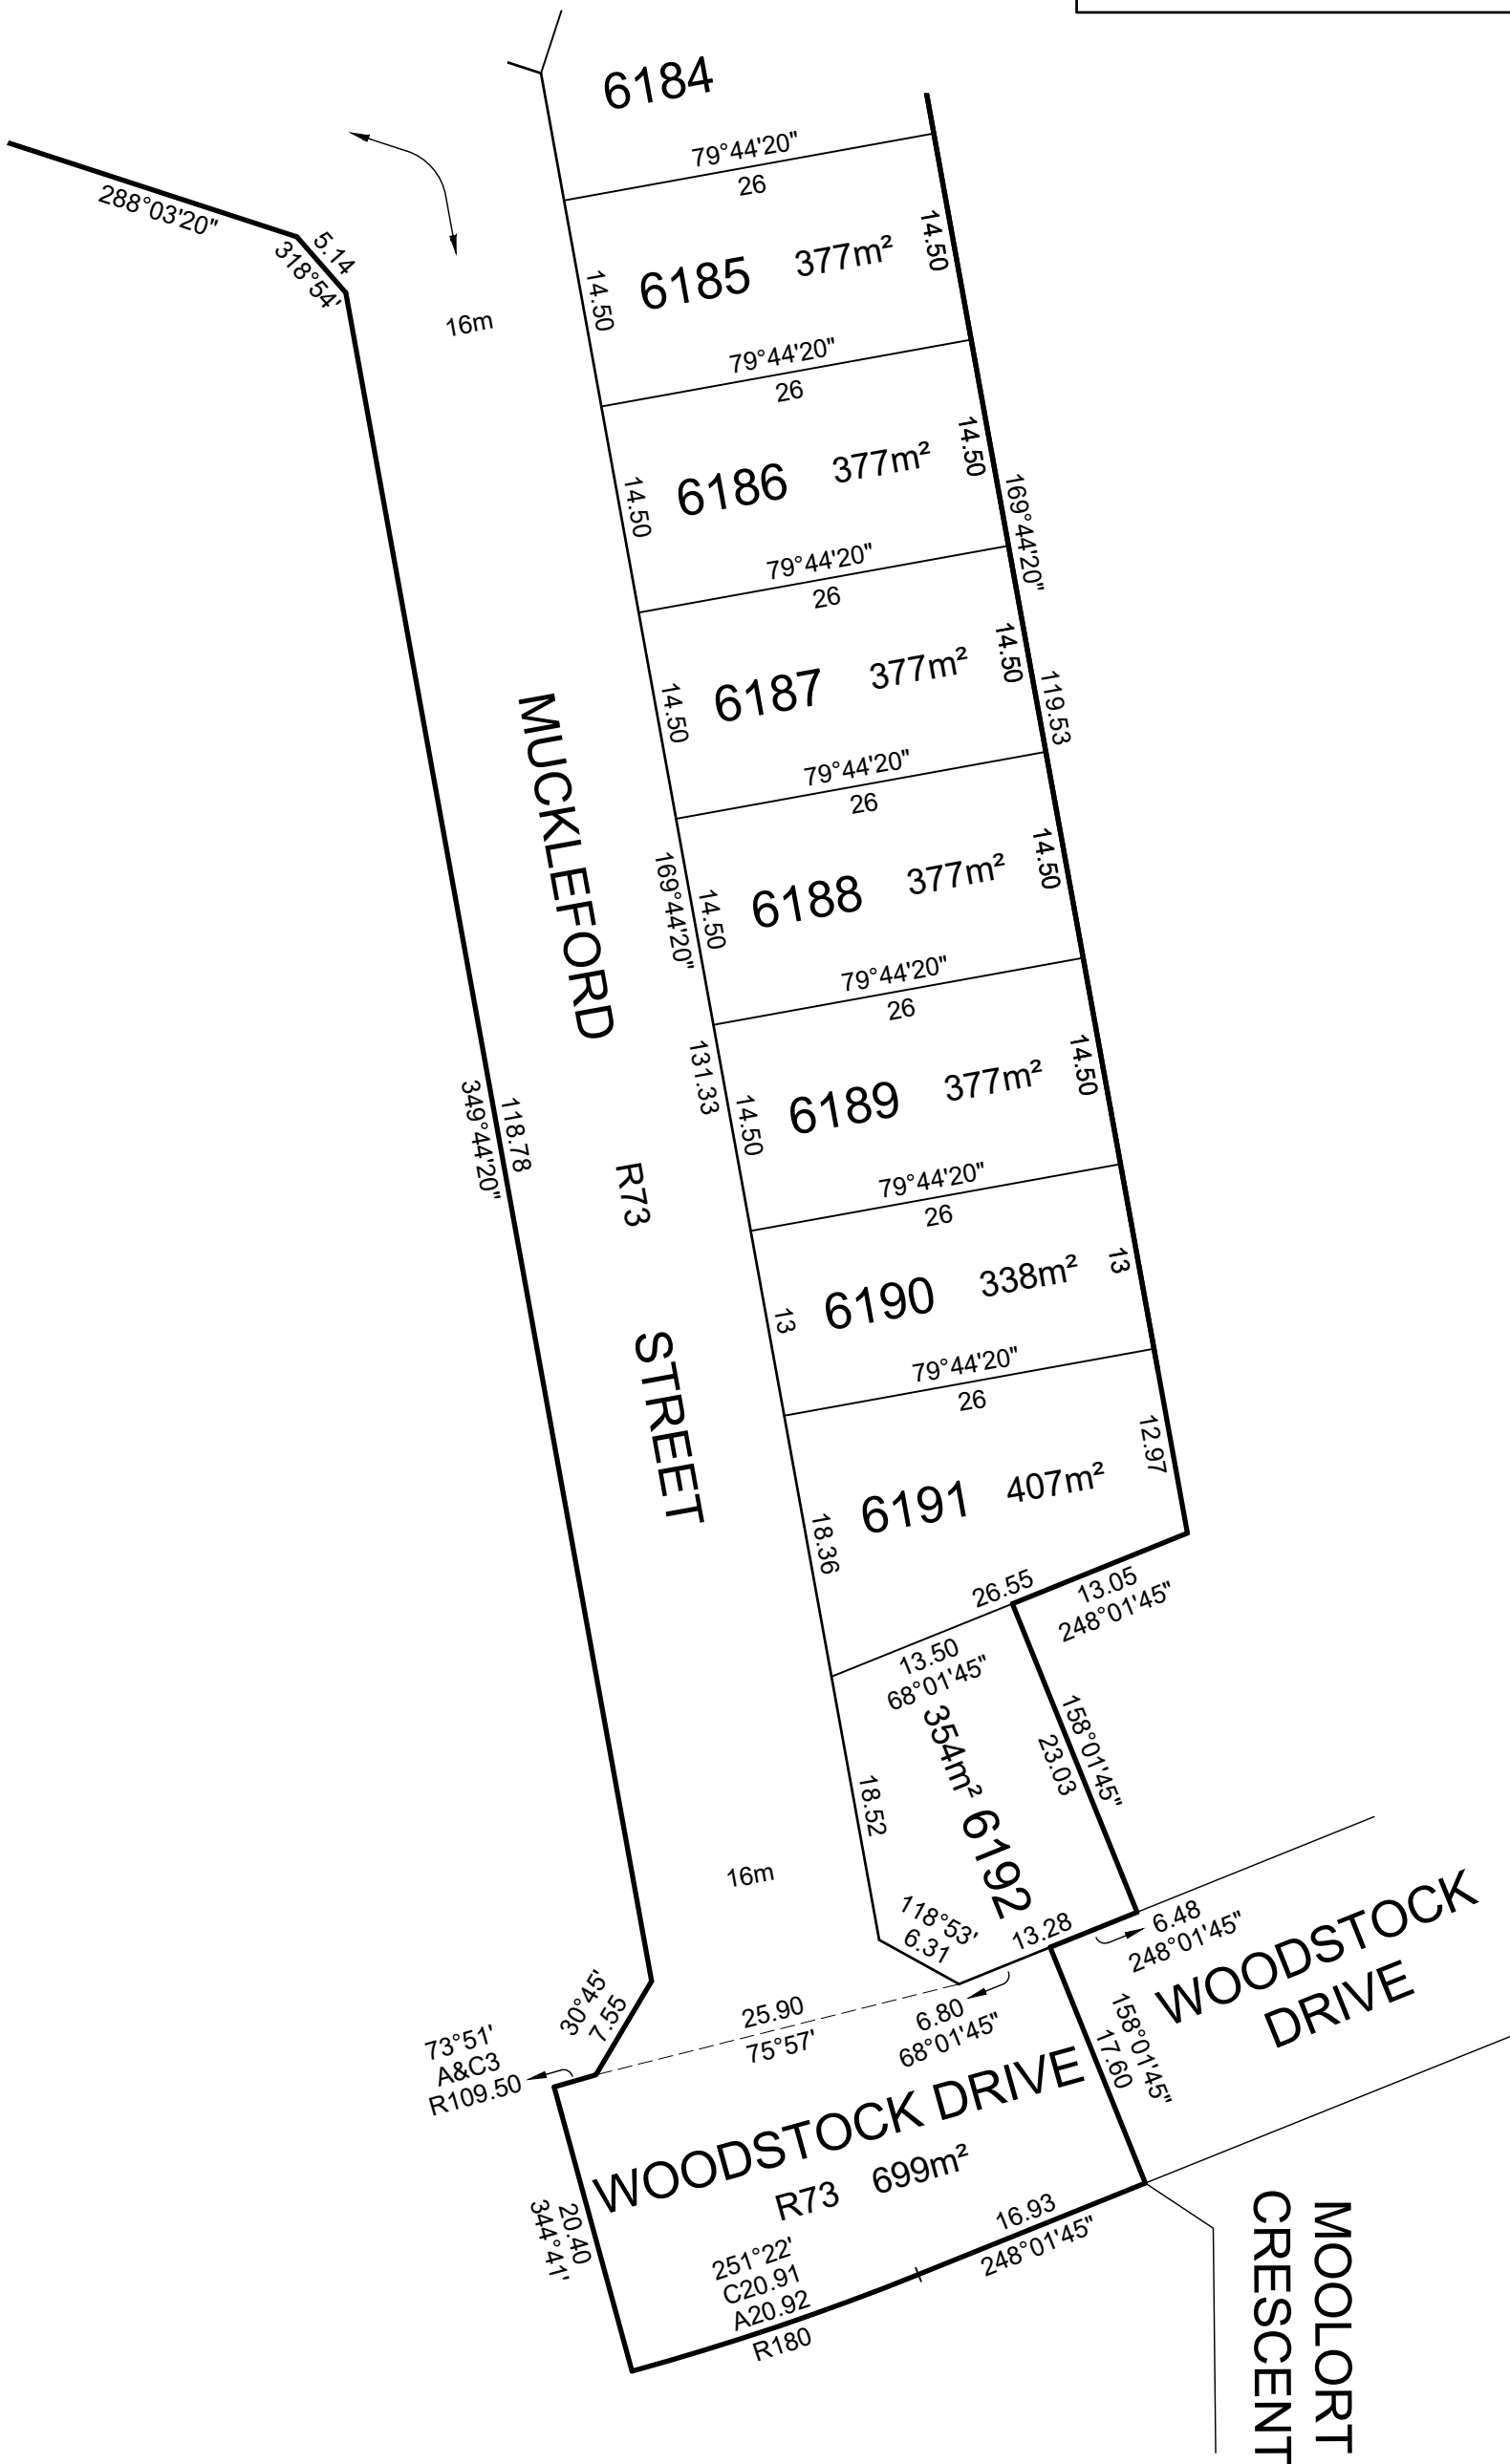 6184
79°44'20"
26
288°03'20"
5.14
318°54'
16m
14.50
6185 377m²
14.50
79°44'20"
26
14.50
6186 377m²
14.50
169°44'20"
79°44'20"
26
14.50
6187 377m²
14.50
119.53
79°44'20"
26
MUCKLEFORD
169°44'20"
14.50
6188 377m²
14.50
79°44'20"
26
131.33
14.50
6189 377m²
14.50
118.78
349°44'20"
R73
79°44'20"
26
13
6190 338m²
13
STREET
79°44'20"
26
18.36
6191 407m²
12.97
26.55
13.05
248°01'45"
13.50
68°01'45"
354m² 6192
158°01'45"
23.03
18.52
16m
118°53'
6.31
13.28
6.48
248°01'45"
WOODSTOCK
DRIVE
30°45'
7.55
25.90
75°57'
6.80
68°01'45"
73°51'
A&C3
R109.50
158°01'45"
17.60
WOODSTOCK DRIVE
R73 699m²
20.40
344°41'
16.93
248°01'45"
251°22'
C20.91
A20.92
R180
MOOLORT
CRESCENT